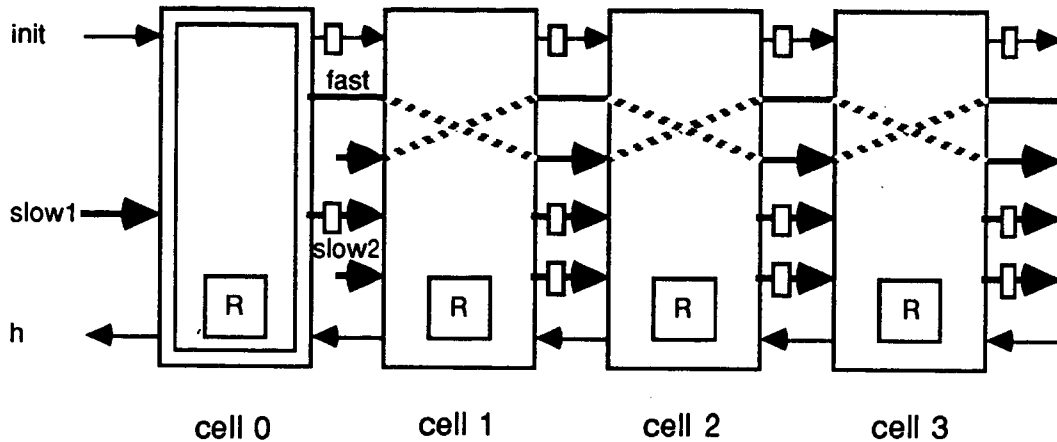 init
fast
slow1
slow2
R R R R
h
cell 0 cell 1 cell 2 cell 3